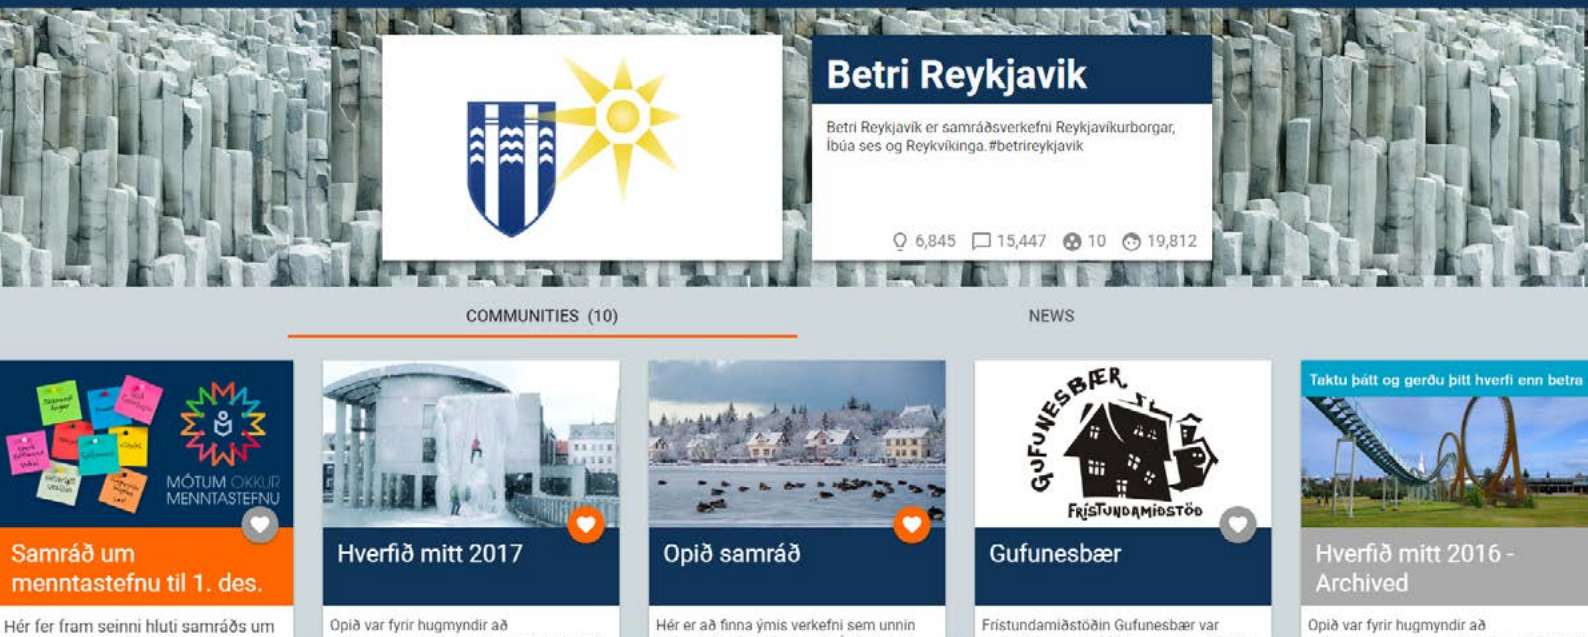 Betri Reykjavik
Betri Reykjavík er samráðsverkefni Reykjavíkurborgar,
Íbúa ses og Reykvíkinga.#betrireykjavik
6,845 15,447 10 19,812
COMMUNITIES (10)
NEWS
MÓTUM OKKUR
MENNTASTEFNU
Samráð um
menntastefnu til 1. des.
Hér fer fram seinni hluti samráðs um
Hverfið mitt 2017
Opið var fyrir hugmyndir að
Opið samráð
Hér er að finna ýmis verkefni sem unnin
GUFUNESBÆR
FRÍSTUNDAMIÐSTÖÐ
Gufunesbær
Frístundamiðstöðin Gufunesbær var
Taktu þátt og gerðu þitt hverfi enn betra
Hverfið mitt 2016 -
Archived
Opið var fyrir hugmyndir að